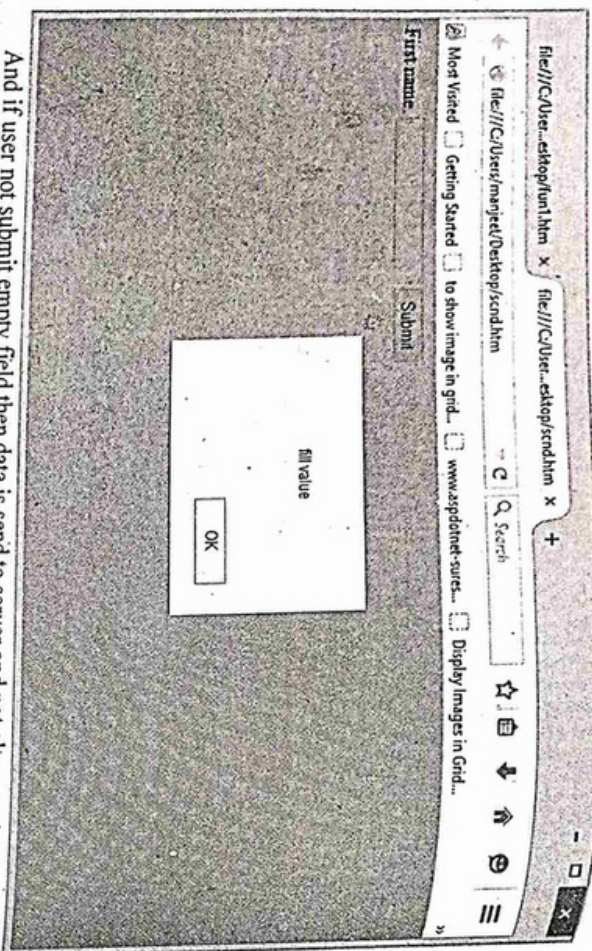 file:///C:/User...esktop/fun1.htm × file:///C:/User...esktop/scnd.htm × +
file:///C:/Users/manjeet/Desktop/scnd.htm Search
Most Visited Getting Started to show image in grid... www.aspdotnet-sures... Display Images in Grid... »
First name Submit
fill value
OK
And if user not submit empty field then data is send to server and not